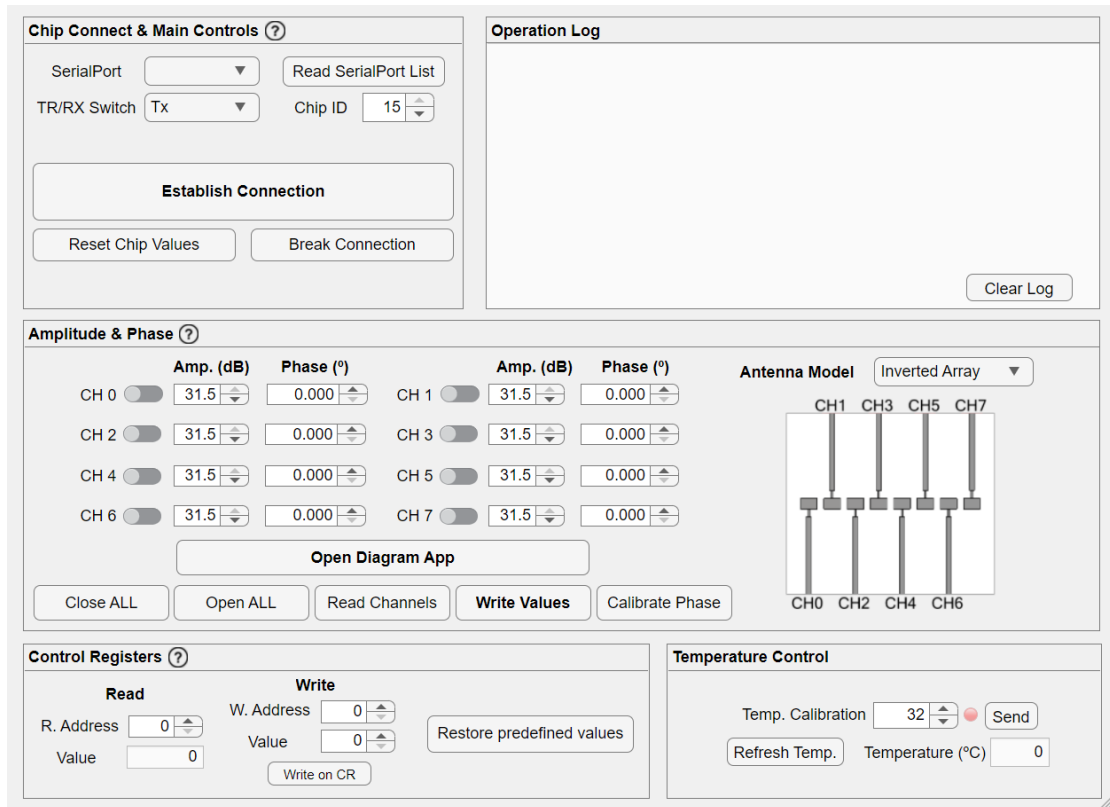 Chip Connect & Main Controls ?
SerialPort
Read SerialPort List
TR/RX Switch Tx
Chip ID 15
Establish Connection
Reset Chip Values
Break Connection
Operation Log
Clear Log
Amplitude & Phase ?
Amp. (dB) Phase (º) Amp. (dB) Phase (º)
CH 0 31.5 0.000 CH 1 31.5 0.000
CH 2 31.5 0.000 CH 3 31.5 0.000
CH 4 31.5 0.000 CH 5 31.5 0.000
CH 6 31.5 0.000 CH 7 31.5 0.000
Open Diagram App
Close ALL Open ALL Read Channels Write Values Calibrate Phase
Antenna Model Inverted Array
CH1 CH3 CH5 CH7
CH0 CH2 CH4 CH6
Control Registers ?
Read
R. Address 0
Value 0
Write
W. Address 0
Value 0
Write on CR
Restore predefined values
Temperature Control
Temp. Calibration 32 Send
Refresh Temp. Temperature (ºC) 0